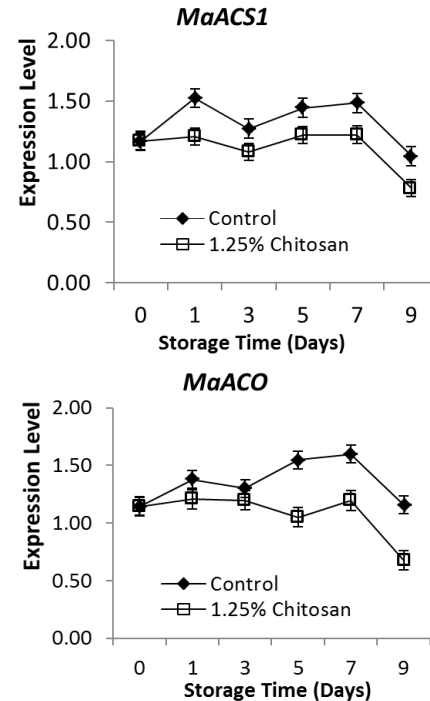 MaACS1
Expression Level
2.00
1.50
1.00
0.50
0.00
Control
1.25% Chitosan
0 1 3 5 7 9
Storage Time (Days)
MaACO
Expression Level
2.00
1.50
1.00
0.50
0.00
Control
1.25% Chitosan
0 1 3 5 7 9
Storage Time (Days)